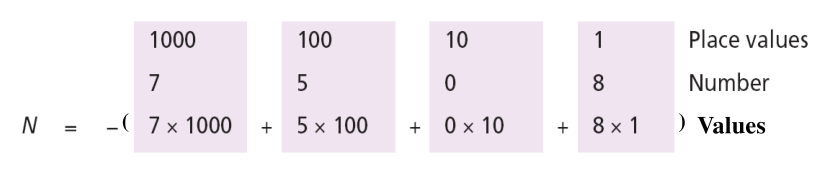 1000 100 10 1 Place values
7 5 0 8 Number
N = –( 7 × 1000 + 5 × 100 + 0 × 10 + 8 × 1 ) Values